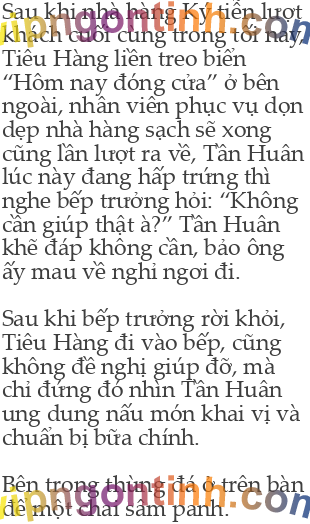 Sau khi nhà hàng Ký tiễn lượt
khách cuối cùng trong tối nay,
Tiêu Hàng liền treo biển
“Hôm nay đóng cửa” ở bên
ngoài, nhân viên phục vụ dọn
dẹp nhà hàng sạch sẽ xong
cũng lần lượt ra về, Tần Huân
lúc này đang hấp trứng thì
nghe bếp trưởng hỏi: “Không
cần giúp thật à?” Tần Huân
khẽ đáp không cần, bảo ông
ấy mau về nghỉ ngơi đi.
Sau khi bếp trưởng rời khỏi,
Tiêu Hàng đi vào bếp, cũng
không đề nghị giúp đỡ, mà
chỉ đứng đó nhìn Tần Huân
ung dung nấu món khai vị và
chuẩn bị bữa chính.
Bên trong thùng đá ở trên bàn
để một chai sâm panh.
vipngontinh.com
vipngontinh.com